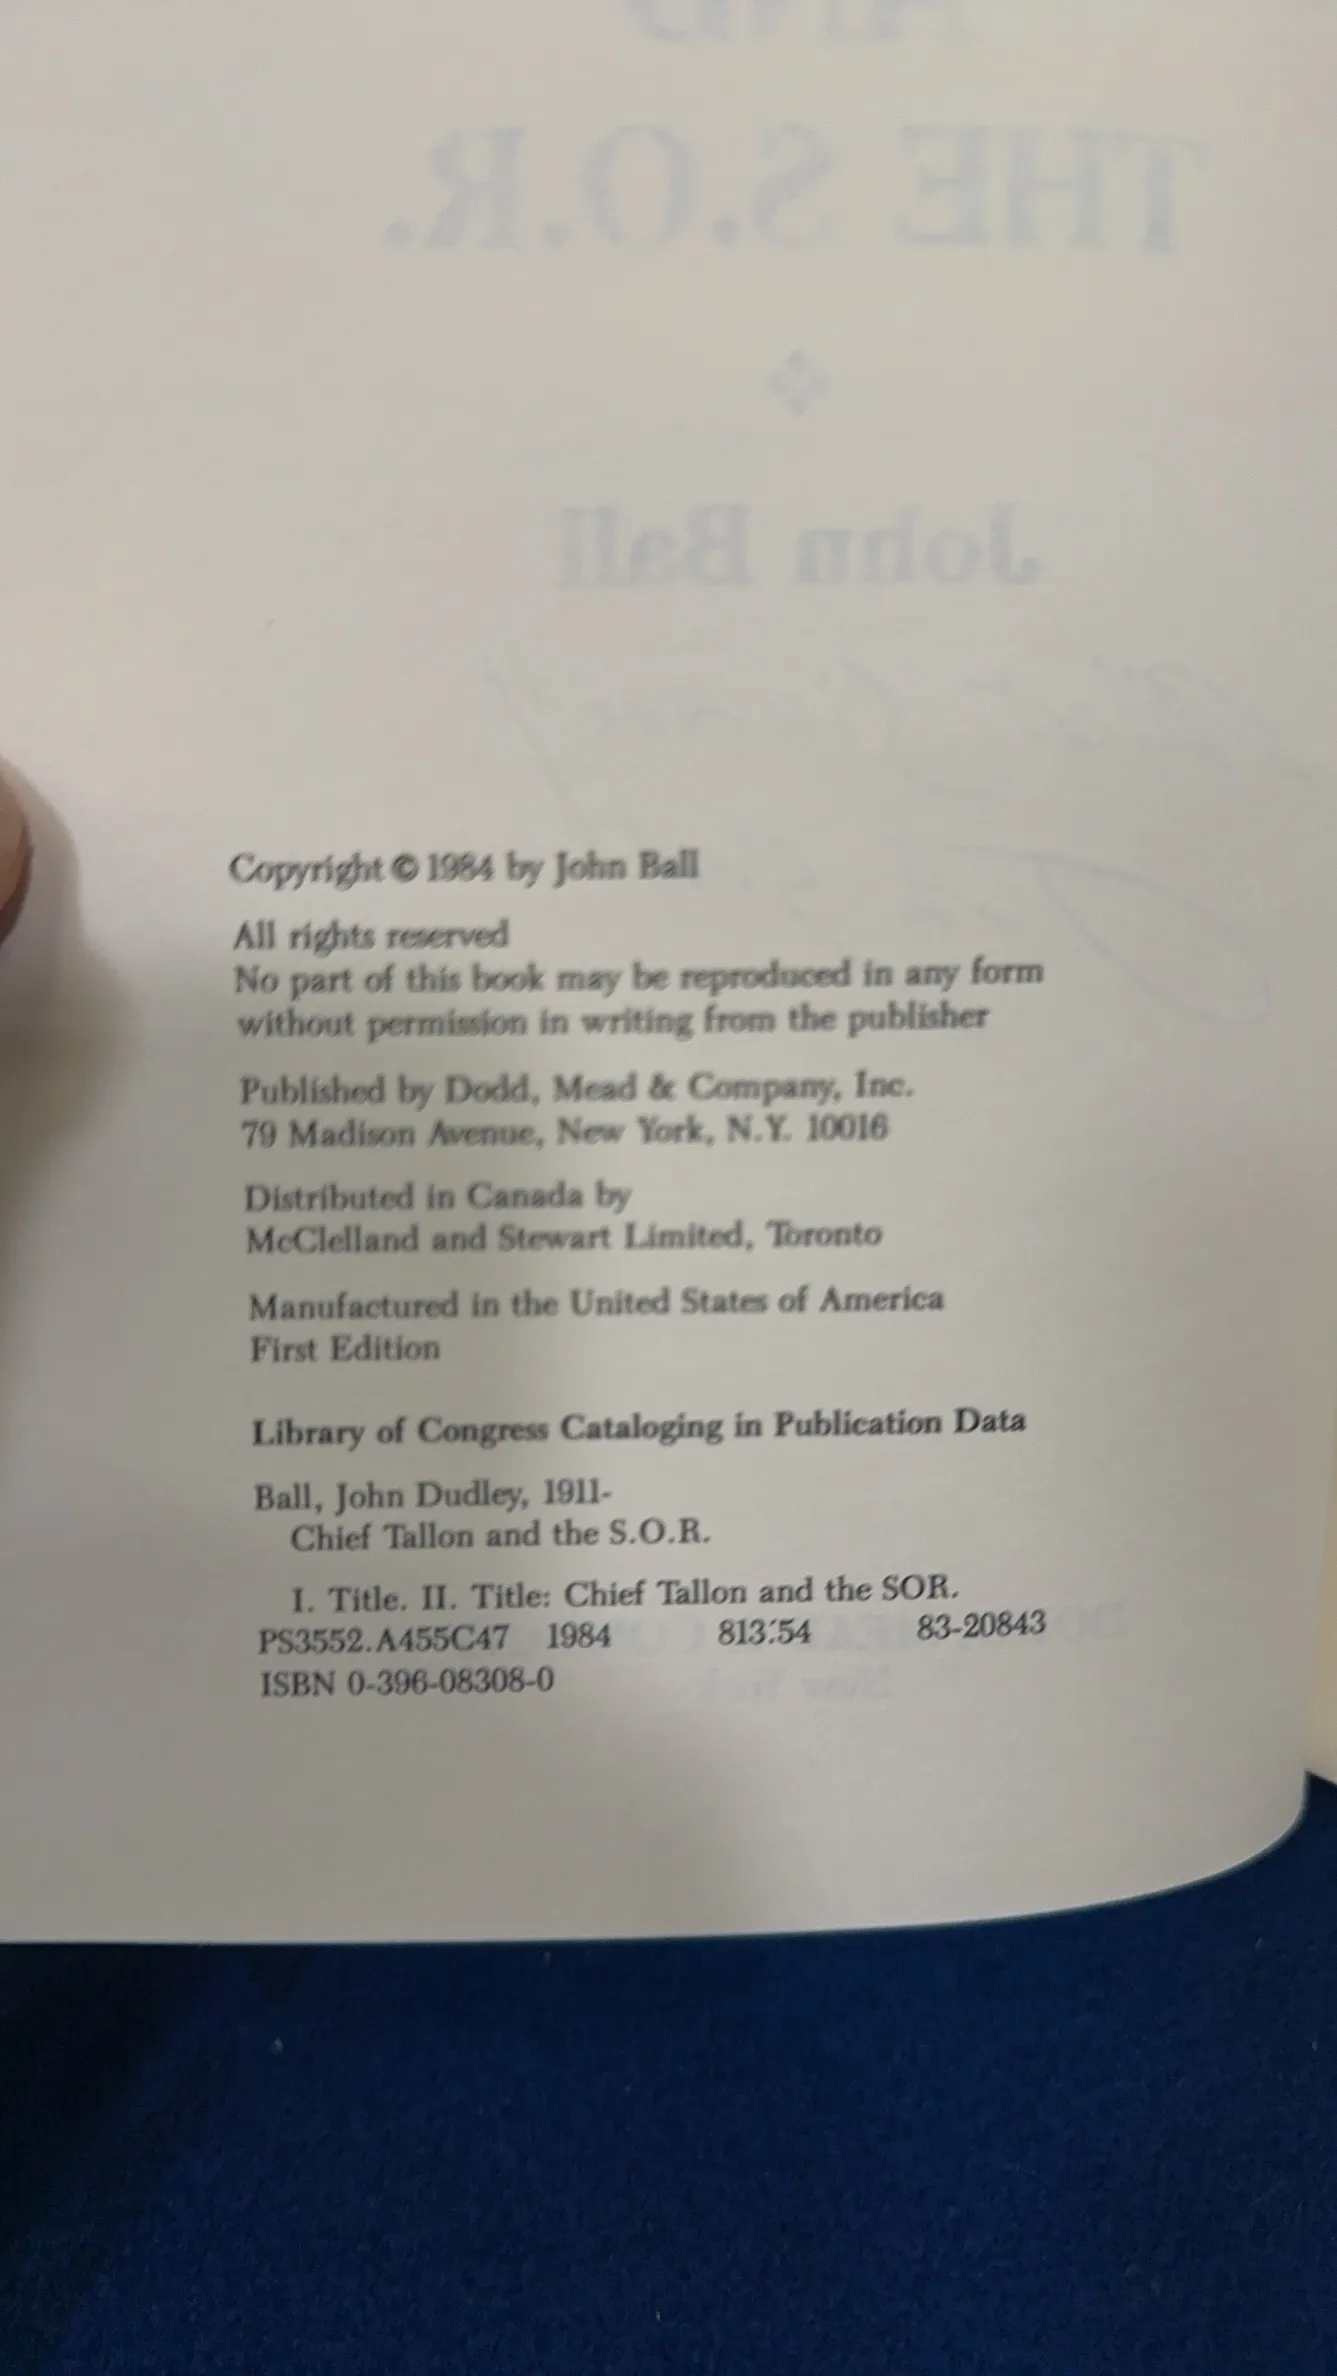 AND
THE S.O.R.
John Ball
Copyright © 1984 by John Ball
All rights reserved
No part of this book may be reproduced in any form
without permission in writing from the publisher
Published by Dodd, Mead & Company, Inc.
79 Madison Avenue, New York, N.Y. 10016
Distributed in Canada by
McClelland and Stewart Limited, Toronto
Manufactured in the United States of America
First Edition
Library of Congress Cataloging in Publication Data
Ball, John Dudley, 1911-
Chief Tallon and the S.O.R.
I. Title. II. Title: Chief Tallon and the SOR.
PS3552.A455C47 1984 813'.54 83-20843
ISBN 0-396-08308-0